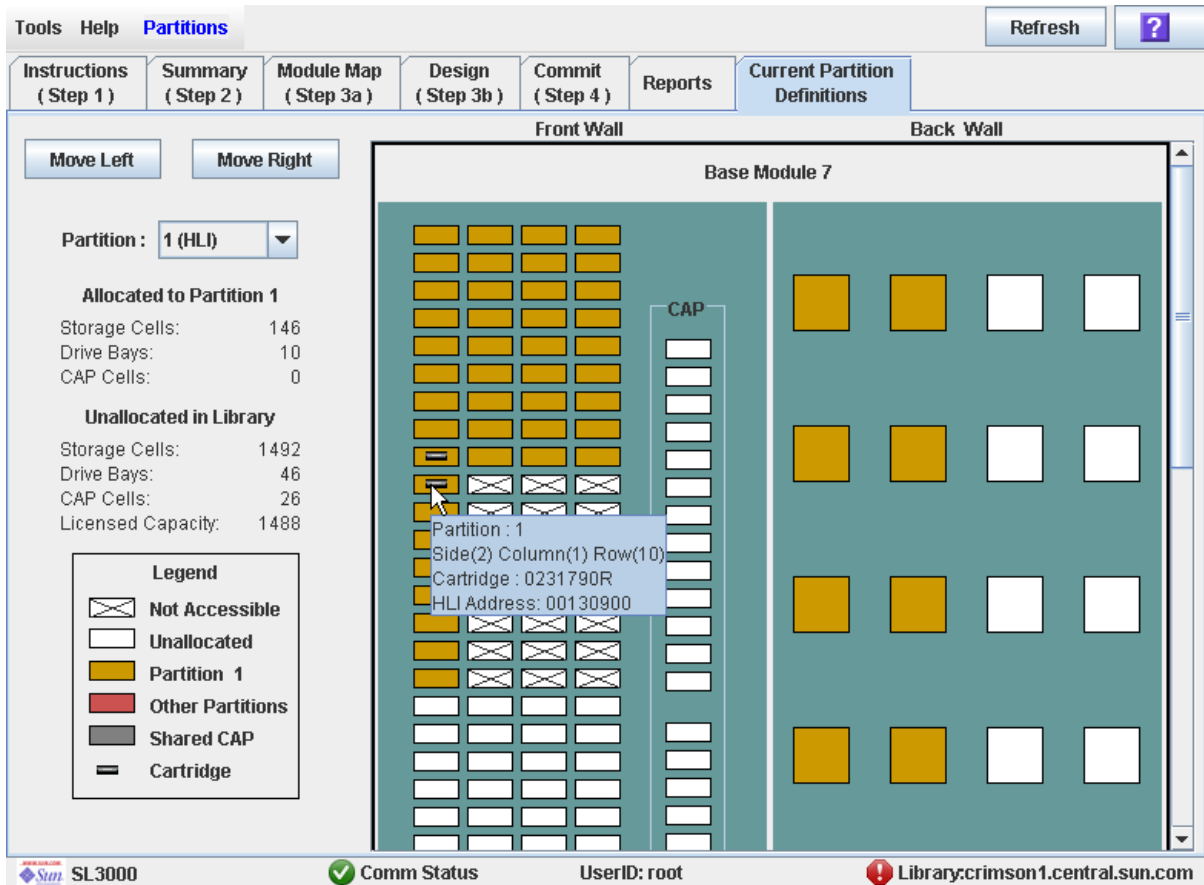 Tools Help Partitions
Refresh
?
Instructions
( Step 1 )
Summary
( Step 2 )
Module Map
( Step 3a )
Design
( Step 3b )
Commit
( Step 4 )
Reports
Current Partition
Definitions
Move Left
Move Right
Partition : 1 (HLI)
Allocated to Partition 1
Storage Cells: 146
Drive Bays: 10
CAP Cells: 0
Unallocated in Library
Storage Cells: 1492
Drive Bays: 46
CAP Cells: 26
Licensed Capacity: 1488
Legend
Not Accessible
Unallocated
Partition 1
Other Partitions
Shared CAP
Cartridge
Front Wall
Back Wall
Base Module 7
CAP
Partition : 1
Side(2) Column(1) Row(10)
Cartridge : 0231790R
HLI Address: 00130900
www.sun.com
Sun
SL3000
Comm Status
UserID: root
Library:crimson1.central.sun.com